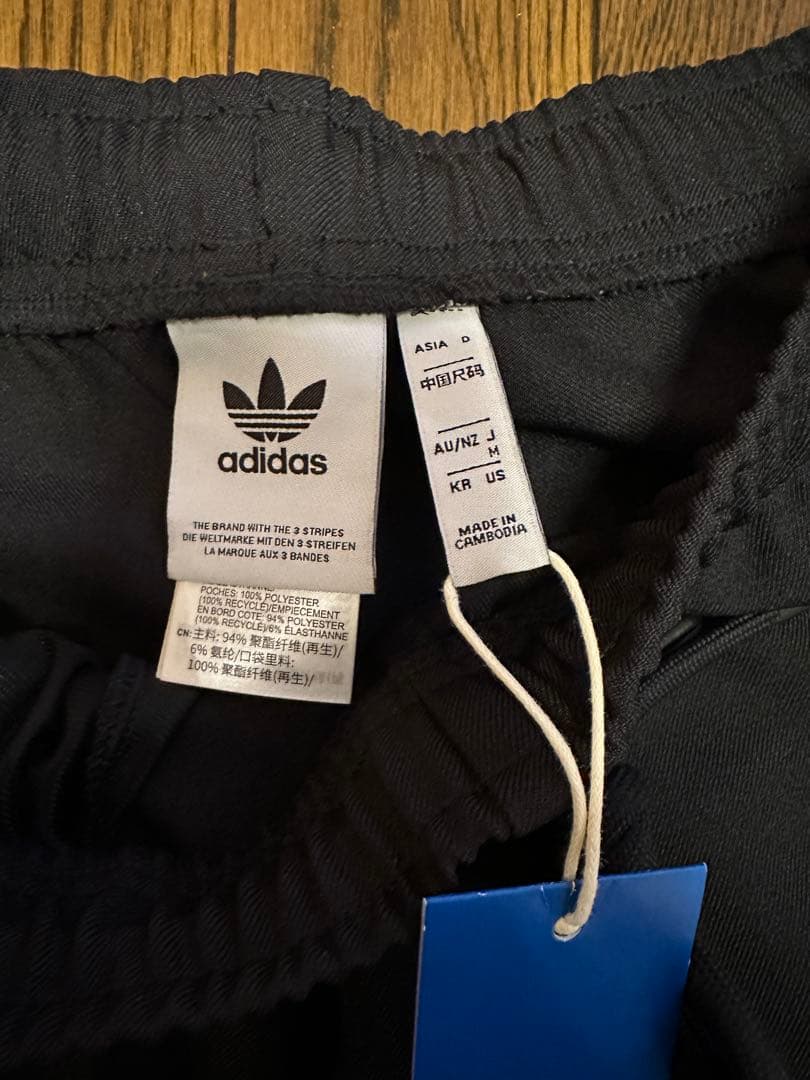 adidas
THE BRAND WITH THE 3 STRIPES
DIE WELTMARKE MIT DEN 3 STREIFEN
LA MARQUE AUX 3 BANDES
POCHES: 100% POLYESTER
(100% RECYCLÉ)/EMPIECEMENT
EN BORD COTE: 94% POLYESTER
(100% RECYCLÉ)/6% ÉLASTHANNE
CN:主料: 94% 聚酯纤维(再生)/
6% 氨纶/口袋里料:
100% 聚酯纤维(再生)/
ASIA D
中国尺码
AU/NZ J
M
KR US
MADE IN
CAMBODIA